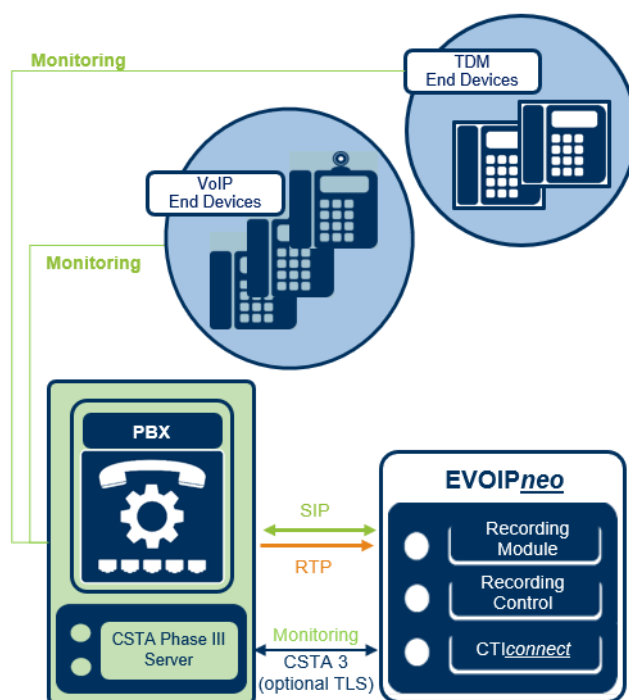 Monitoring
TDM
End Devices
VoIP
End Devices
Monitoring
PBX
EVOIPneo
SIP
RTP
Recording
Module
Recording
Control
CTIconnect
CSTA Phase III
Server
Monitoring
CSTA 3
(optional TLS)